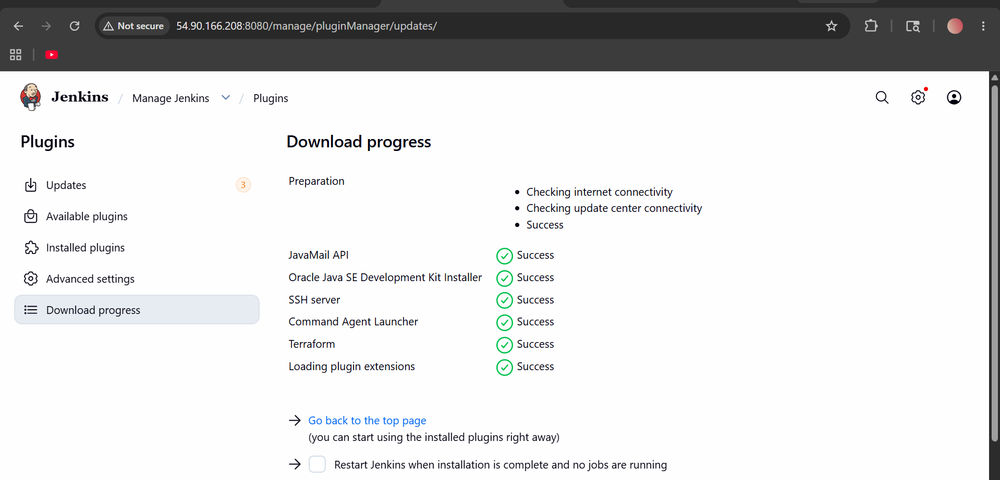 Not secure 54.90.166.208:8080/manage/pluginManager/updates/
Jenkins / Manage Jenkins / Plugins
Plugins
Updates 3
Available plugins
Installed plugins
Advanced settings
Download progress
Download progress
Preparation
Checking internet connectivity
Checking update center connectivity
Success
JavaMail API Success
Oracle Java SE Development Kit Installer Success
SSH server Success
Command Agent Launcher Success
Terraform Success
Loading plugin extensions Success
Go back to the top page
(you can start using the installed plugins right away)
Restart Jenkins when installation is complete and no jobs are running